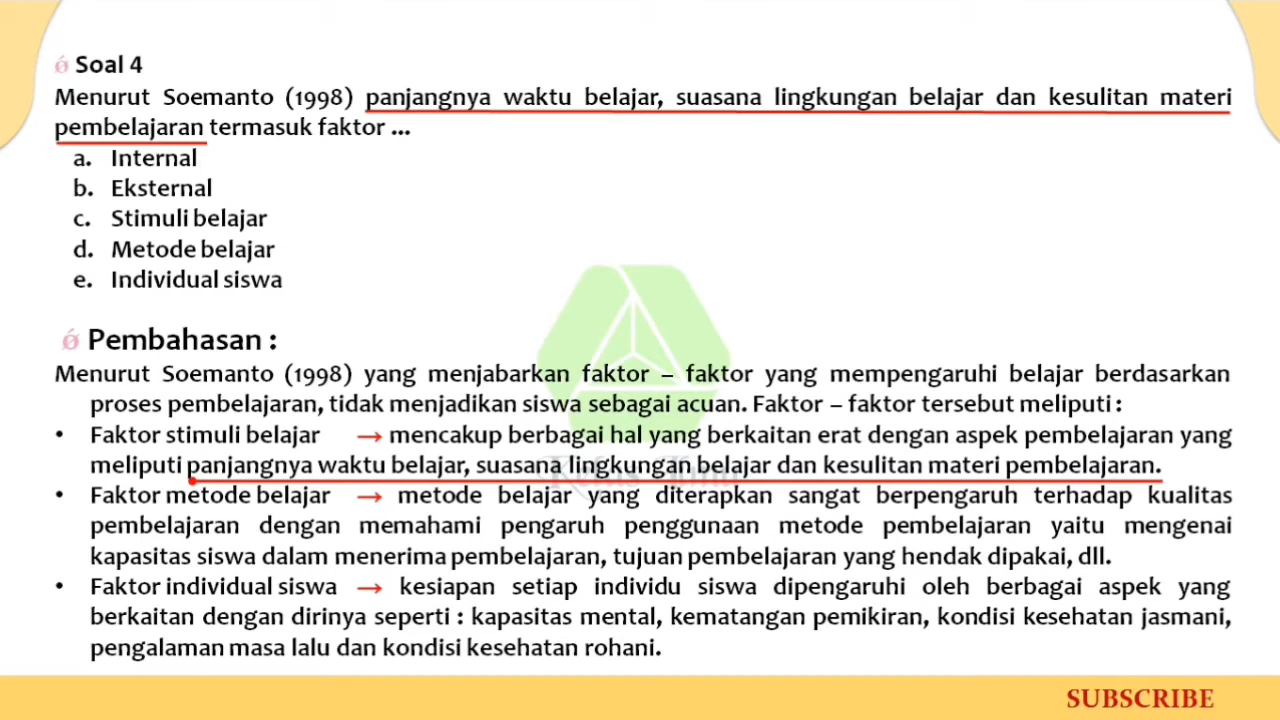 ǿ Soal 4
Menurut Soemanto (1998) panjangnya waktu belajar, suasana lingkungan belajar dan kesulitan materi
pembelajaran termasuk faktor ...
a. Internal
b. Eksternal
c. Stimuli belajar
d. Metode belajar
e. Individual siswa
ǿ Pembahasan :
Menurut Soemanto (1998) yang menjabarkan faktor – faktor yang mempengaruhi belajar berdasarkan
proses pembelajaran, tidak menjadikan siswa sebagai acuan. Faktor – faktor tersebut meliputi :
• Faktor stimuli belajar → mencakup berbagai hal yang berkaitan erat dengan aspek pembelajaran yang
meliputi panjangnya waktu belajar, suasana lingkungan belajar dan kesulitan materi pembelajaran.
• Faktor metode belajar → metode belajar yang diterapkan sangat berpengaruh terhadap kualitas
pembelajaran dengan memahami pengaruh penggunaan metode pembelajaran yaitu mengenai
kapasitas siswa dalam menerima pembelajaran, tujuan pembelajaran yang hendak dipakai, dll.
• Faktor individual siswa → kesiapan setiap individu siswa dipengaruhi oleh berbagai aspek yang
berkaitan dengan dirinya seperti : kapasitas mental, kematangan pemikiran, kondisi kesehatan jasmani,
pengalaman masa lalu dan kondisi kesehatan rohani.
SUBSCRIBE